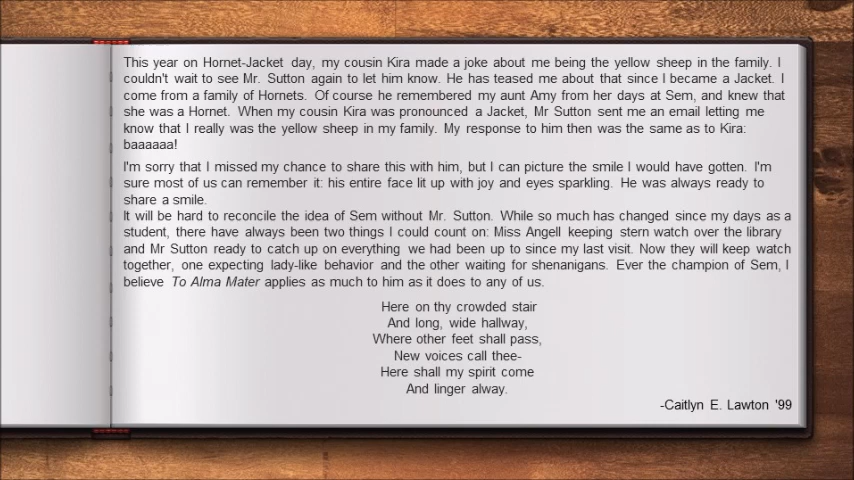 This year on Hornet-Jacket day, my cousin Kira made a joke about me being the yellow sheep in the family. I
couldn't wait to see Mr. Sutton again to let him know. He has teased me about that since I became a Jacket. I
come from a family of Hornets. Of course he remembered my aunt Amy from her days at Sem, and knew that
she was a Hornet. When my cousin Kira was pronounced a Jacket, Mr Sutton sent me an email letting me
know that I really was the yellow sheep in my family. My response to him then was the same as to Kira:
baaaaaa!
I'm sorry that I missed my chance to share this with him, but I can picture the smile I would have gotten. I'm
sure most of us can remember it: his entire face lit up with joy and eyes sparkling. He was always ready to
share a smile.
It will be hard to reconcile the idea of Sem without Mr. Sutton. While so much has changed since my days as a
student, there have always been two things I could count on: Miss Angell keeping stern watch over the library
and Mr Sutton ready to catch up on everything we had been up to since my last visit. Now they will keep watch
together, one expecting lady-like behavior and the other waiting for shenanigans. Ever the champion of Sem, I
believe To Alma Mater applies as much to him as it does to any of us.
Here on thy crowded stair
And long, wide hallway,
Where other feet shall pass,
New voices call thee-
Here shall my spirit come
And linger alway.
-Caitlyn E. Lawton '99